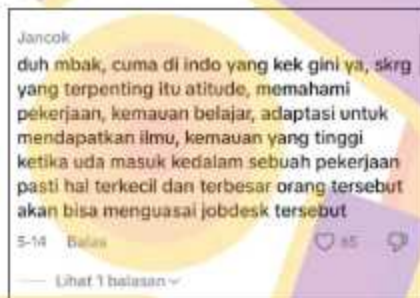 Jancok
duh mbak, cuma di indo yang kek gini ya, skrg
yang terpenting itu atitude, memahami
pekerjaan, kemauan belajar, adaptasi untuk
mendapatkan ilmu, kemauan yang tinggi
ketika uda masuk kedalam sebuah pekerjaan
pasti hal terkecil dan terbesar orang tersebut
akan bisa menguasai jobdesk tersebut
5-14 Balas
Lihat 1 balasan